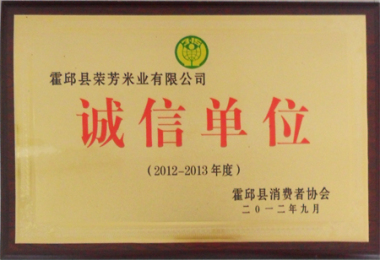 霍邱县荣芳米业有限公司
诚信单位
(2012-2013年度)
霍邱县消费者协会
二〇一二年九月